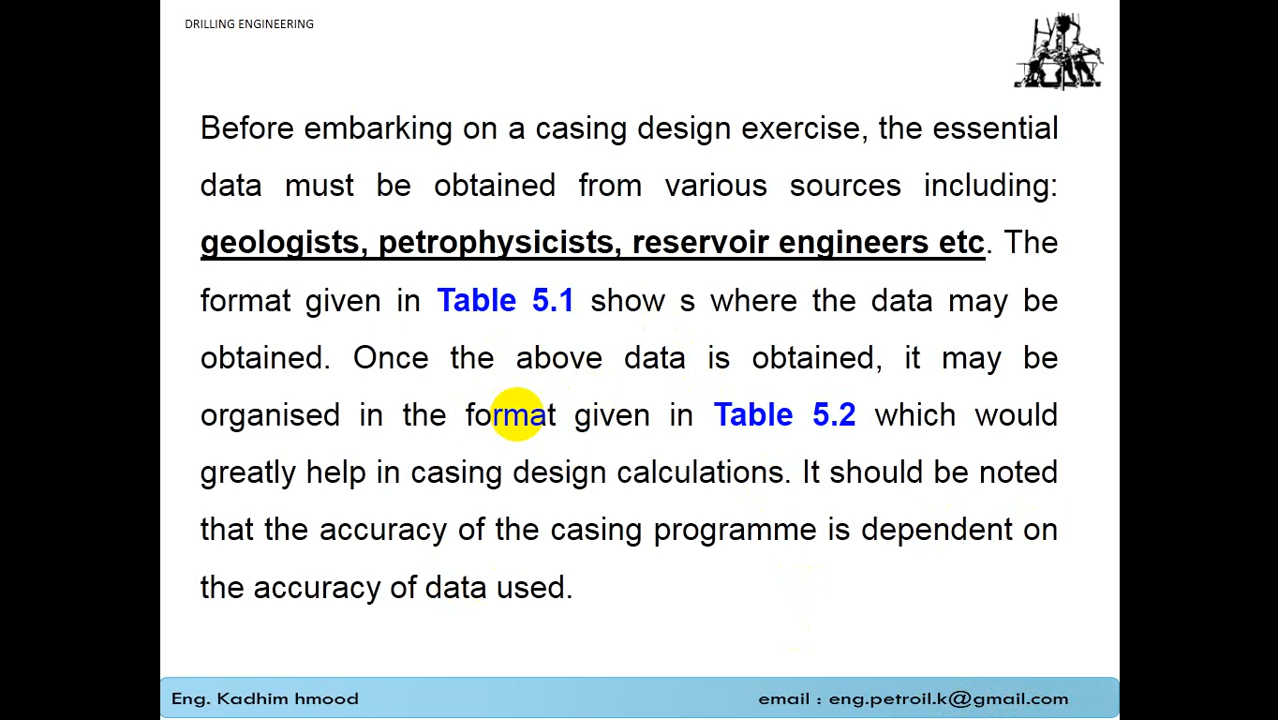 DRILLING ENGINEERING
Before embarking on a casing design exercise, the essential
data must be obtained from various sources including:
geologists, petrophysicists, reservoir engineers etc. The
format given in Table 5.1 show s where the data may be
obtained. Once the above data is obtained, it may be
organised in the format given in Table 5.2 which would
greatly help in casing design calculations. It should be noted
that the accuracy of the casing programme is dependent on
the accuracy of data used.
Eng. Kadhim hmood
email : eng.petroil.k@gmail.com